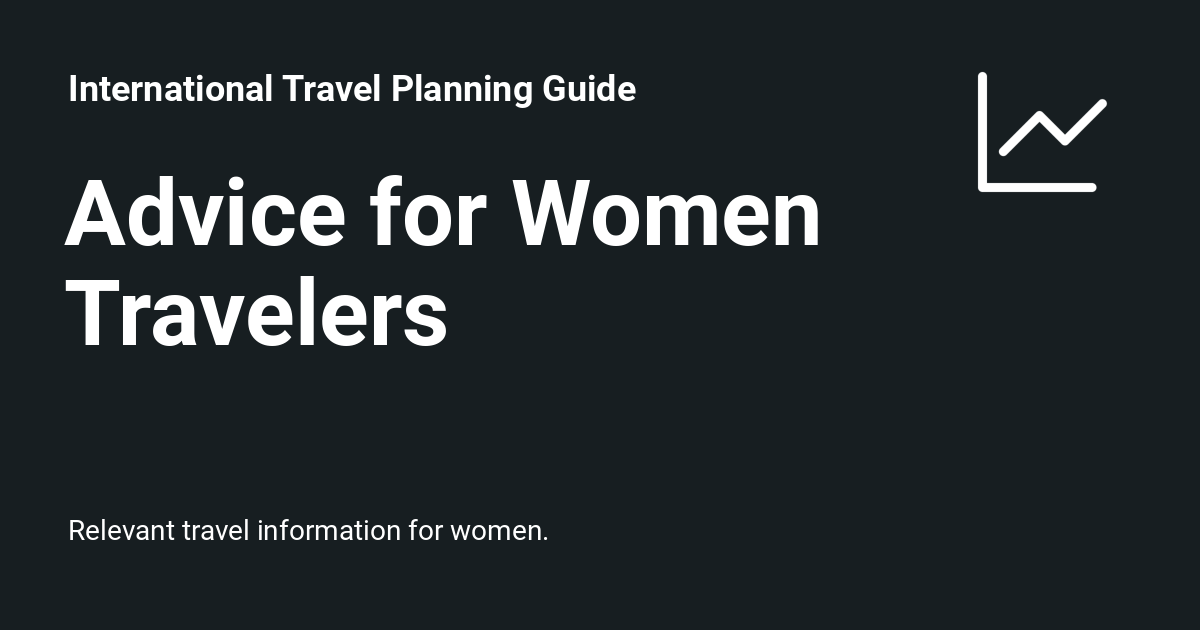 International Travel Planning Guide
Advice for Women
Travelers
Relevant travel information for women.